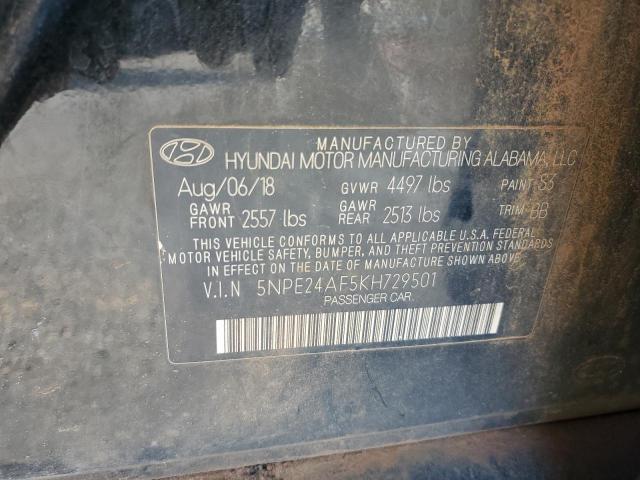 MANUFACTURED BY
HYUNDAI MOTOR MANUFACTURING ALABAMA, LLC
Aug/06/18 GVWR 4497 lbs PAINT: S3
GAWR FRONT 2557 lbs GAWR REAR 2513 lbs TRIM: BB
THIS VEHICLE CONFORMS TO ALL APPLICABLE U.S.A. FEDERAL
MOTOR VEHICLE SAFETY, BUMPER, AND THEFT PREVENTION STANDARDS
IN EFFECT ON THE DATE OF MANUFACTURE SHOWN ABOVE.
V.I.N 5NPE24AF5KH729501
PASSENGER CAR